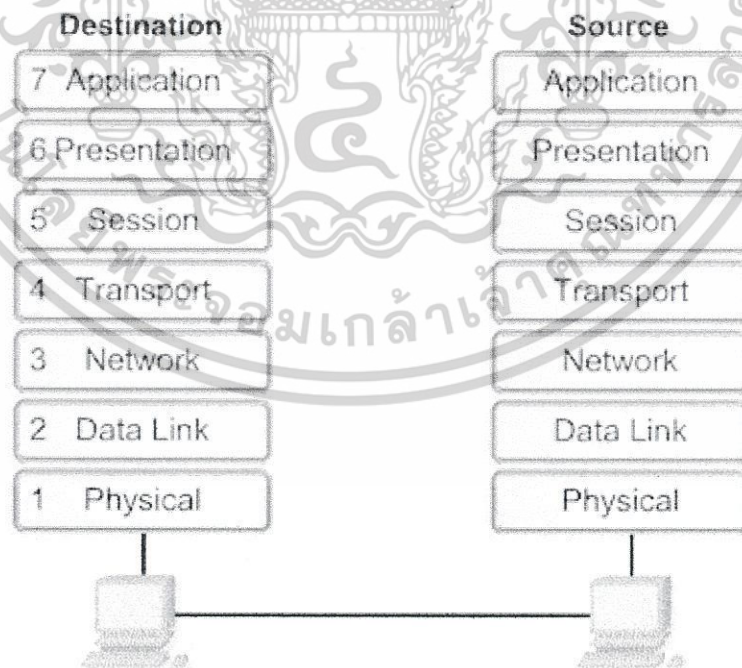 Destination
Source
7 Application
Application
6 Presentation
Presentation
5 Session
Session
4 Transport
Transport
3 Network
Network
2 Data Link
Data Link
1 Physical
Physical